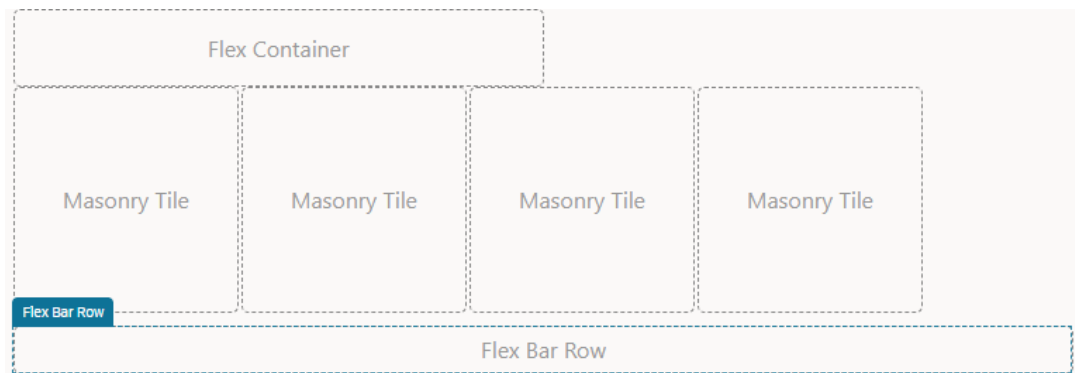 Flex Container
Masonry Tile Masonry Tile Masonry Tile Masonry Tile
Flex Bar Row
Flex Bar Row